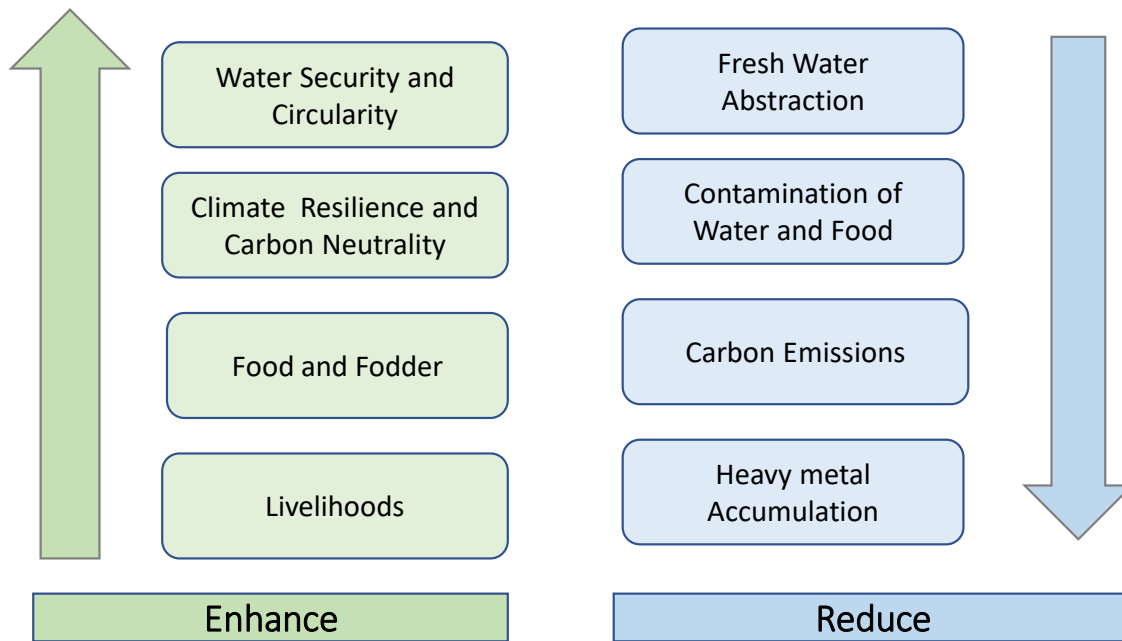 Water Security and
Circularity
Climate  Resilience and
Carbon Neutrality
Food and Fodder
Livelihoods
Enhance
Fresh Water
Abstraction
Contamination of
Water and Food
Carbon Emissions
Heavy metal
Accumulation
Reduce